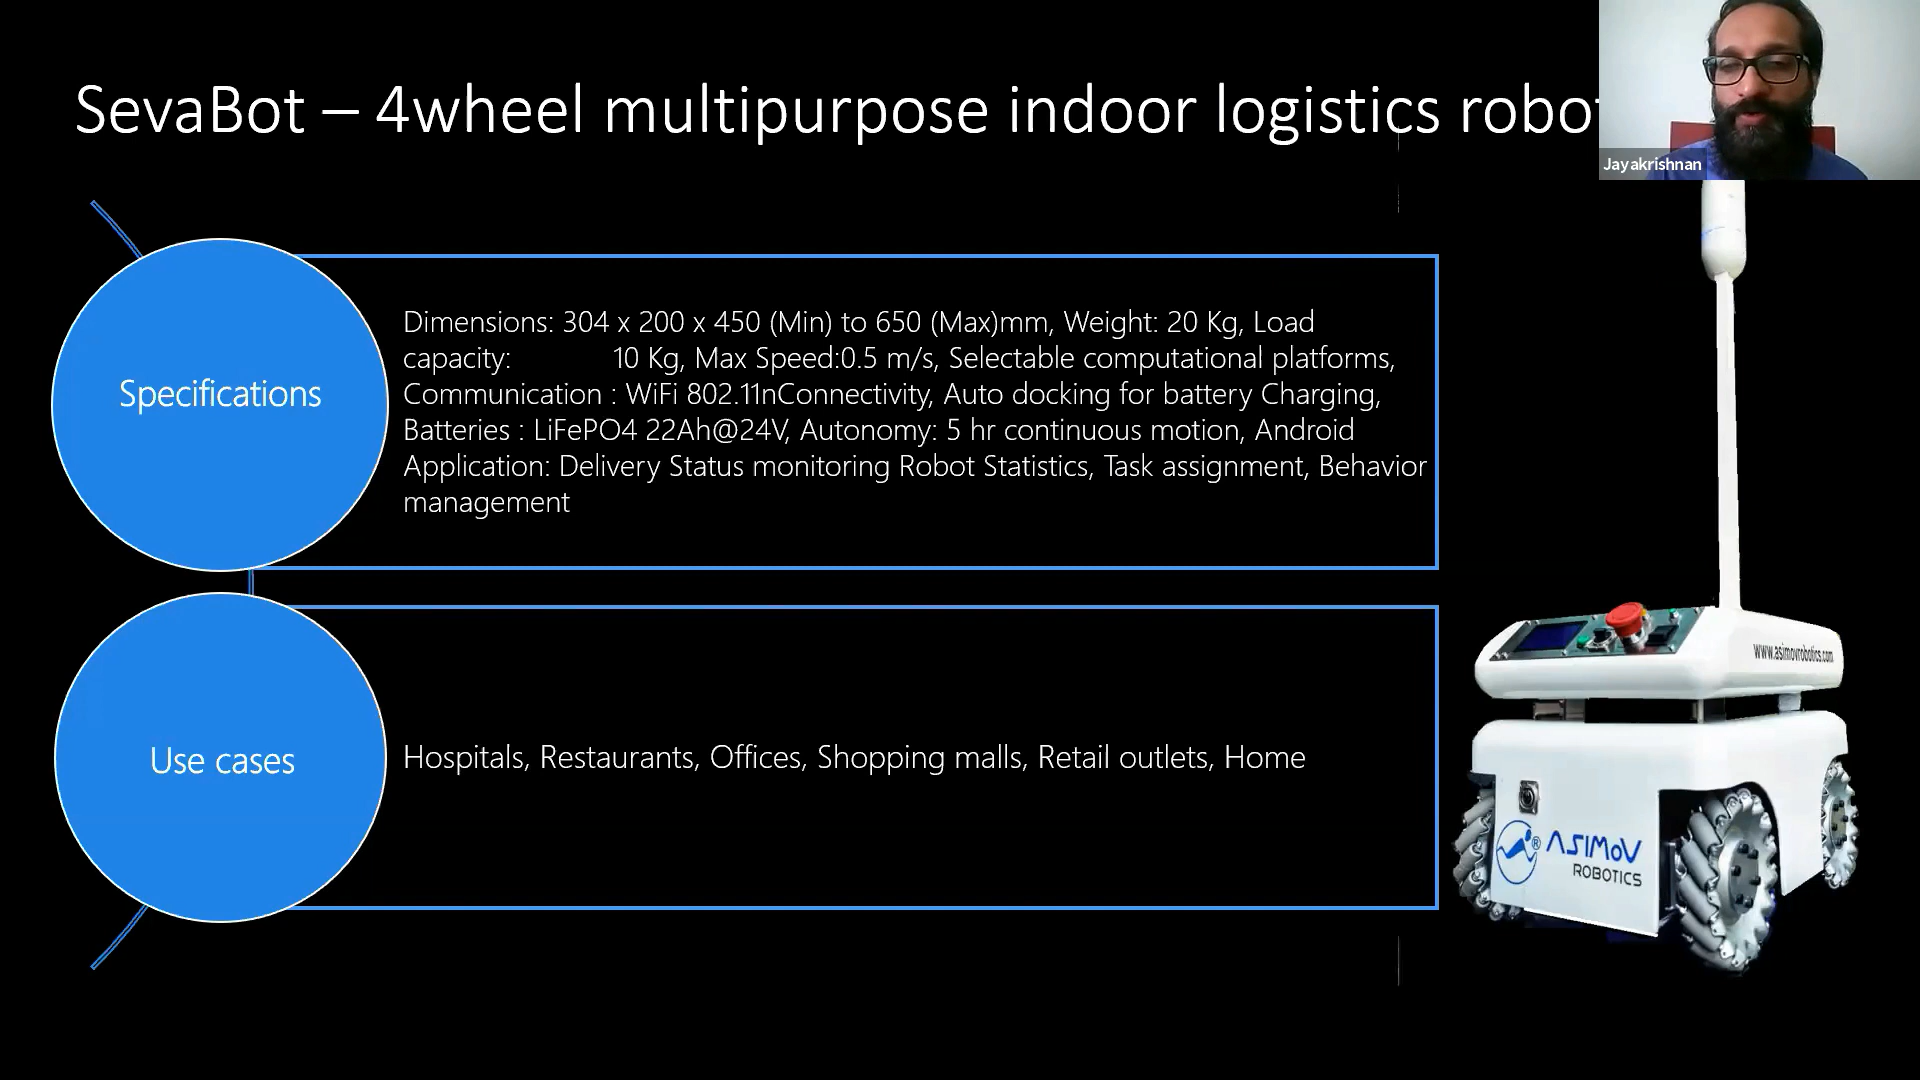 SevaBot – 4wheel multipurpose indoor logistics robo
Jayakrishnan
Specifications
Dimensions: 304 x 200 x 450 (Min) to 650 (Max)mm, Weight: 20 Kg, Load
capacity: 10 Kg, Max Speed:0.5 m/s, Selectable computational platforms,
Communication : WiFi 802.11nConnectivity, Auto docking for battery Charging,
Batteries : LiFePO4 22Ah@24V, Autonomy: 5 hr continuous motion, Android
Application: Delivery Status monitoring Robot Statistics, Task assignment, Behavior
management
Use cases
Hospitals, Restaurants, Offices, Shopping malls, Retail outlets, Home
www.asimovrobotics.com
® ASIMoV
ROBOTICS